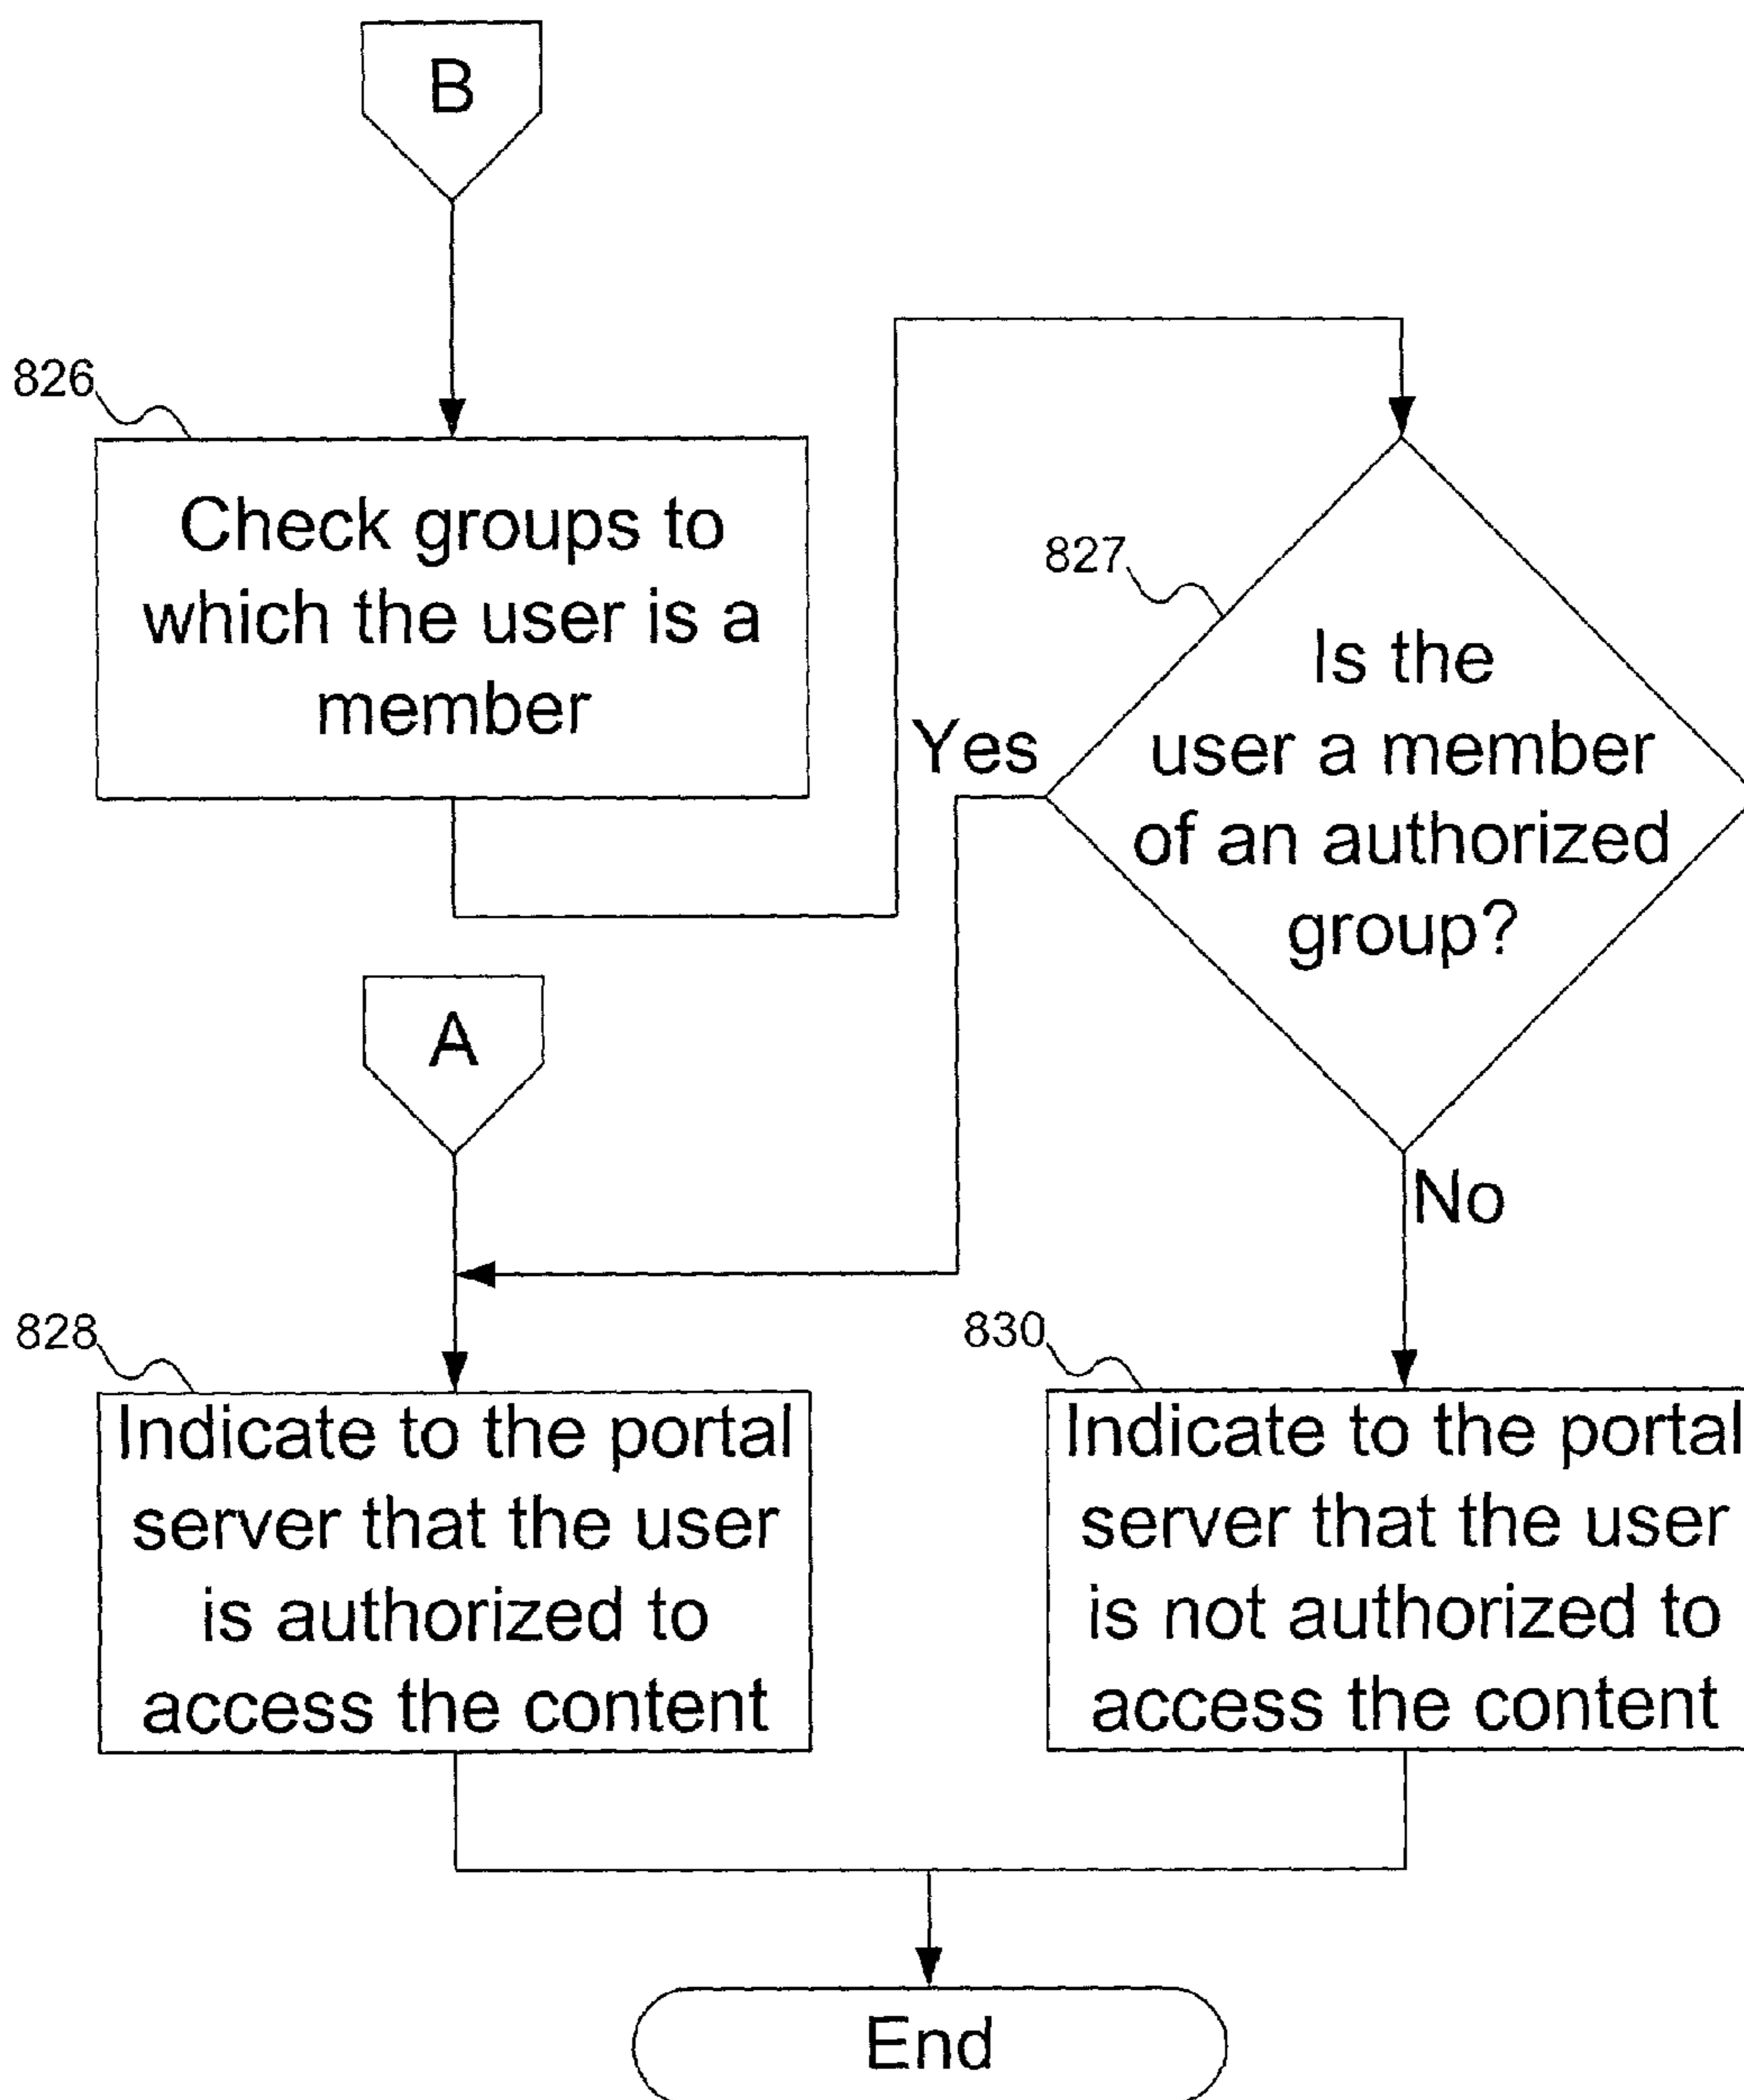 B
826
Check groups to
which the user is a
member
827
Is the
user a member
of an authorized
group?
Yes
No
A
828
Indicate to the portal
server that the user
is authorized to
access the content
830
Indicate to the portal
server that the user
is not authorized to
access the content
End